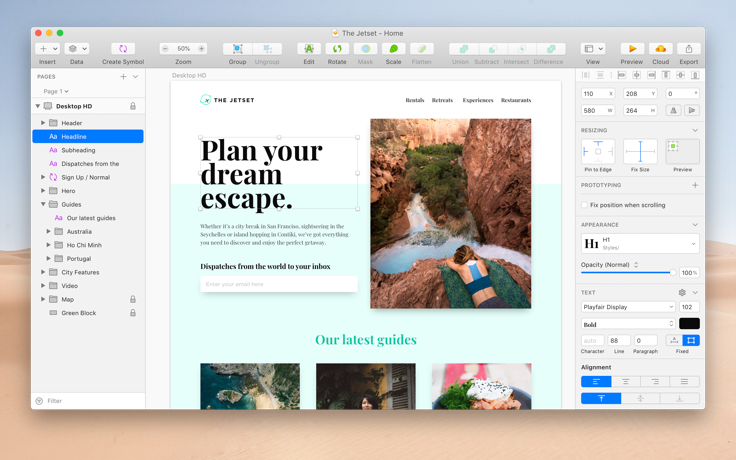 The Jetset - Home
Insert
Data
Create Symbol
50%
Zoom
Group
Ungroup
Edit
Rotate
Mask
Scale
Flatten
Union
Subtract
Intersect
Difference
View
Preview
Cloud
Export
PAGES
Page 1
Desktop HD
Header
Aa Headline
Aa Subheading
Aa Dispatches from the
Sign Up / Normal
Hero
Guides
Aa Our latest guides
Australia
Ho Chi Minh
Portugal
City Features
Video
Map
Green Block
Filter
Desktop HD
THE JETSET
Rentals Retreats Experiences Restaurants
Plan your
dream
escape.
Whether it's a city break in San Francisco, sightseeing in the
Seychelles or island hopping in Contiki, we've got everything
you need to discover and enjoy the perfect getaway.
Dispatches from the world to your inbox
Enter your email here
Our latest guides
110 X 208 Y 0 °
580 W 264 H
RESIZING
Pin to Edge Fix Size Preview
PROTOTYPING
Fix position when scrolling
APPEARANCE
H1 H1
Styles/
Opacity (Normal)
100%
TEXT
Playfair Display 102
Bold
auto 88 0
Character Line Paragraph Fixed
Alignment